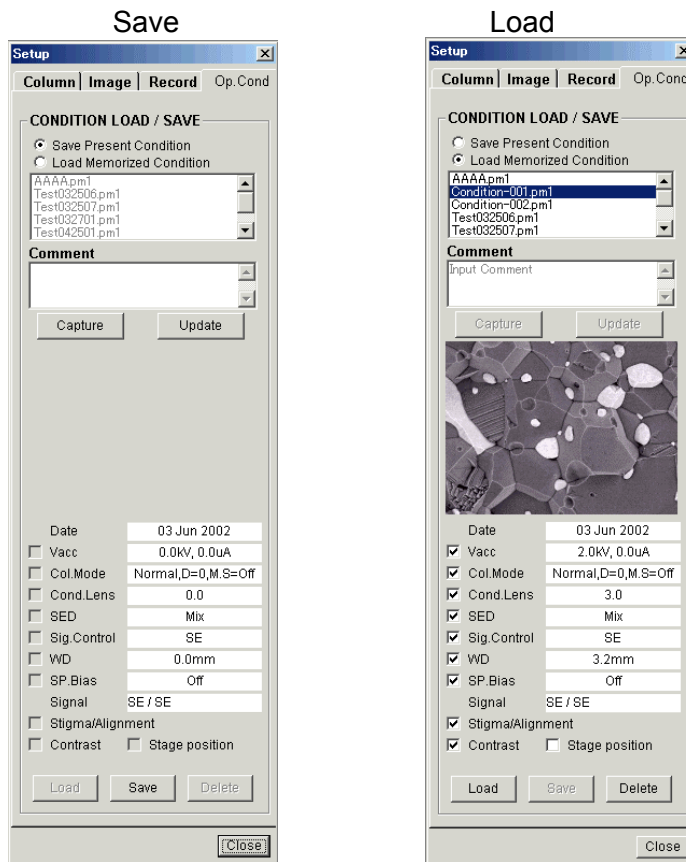 Save
Setup
Column Image Record Op.Cond
CONDITION LOAD / SAVE
Save Present Condition
Load Memorized Condition
AAAA.pm1
Test032506.pm1
Test032507.pm1
Test032701.pm1
Test042501.pm1
Comment
Capture Update
Date 03 Jun 2002
Vacc 0.0kV, 0.0uA
Col.Mode Normal,D=0,M.S=Off
Cond.Lens 0.0
SED Mix
Sig.Control SE
WD 0.0mm
SP.Bias Off
Signal SE / SE
Stigma/Alignment
Contrast Stage position
Load Save Delete
Close
Load
Setup
Column Image Record Op.Cond
CONDITION LOAD / SAVE
Save Present Condition
Load Memorized Condition
AAAA.pm1
Condition-001.pm1
Condition-002.pm1
Test032506.pm1
Test032507.pm1
Comment
Input Comment
Capture Update
Date 03 Jun 2002
Vacc 2.0kV, 0.0uA
Col.Mode Normal,D=0,M.S=Off
Cond.Lens 3.0
SED Mix
Sig.Control SE
WD 3.2mm
SP.Bias Off
Signal SE / SE
Stigma/Alignment
Contrast Stage position
Load Save Delete
Close